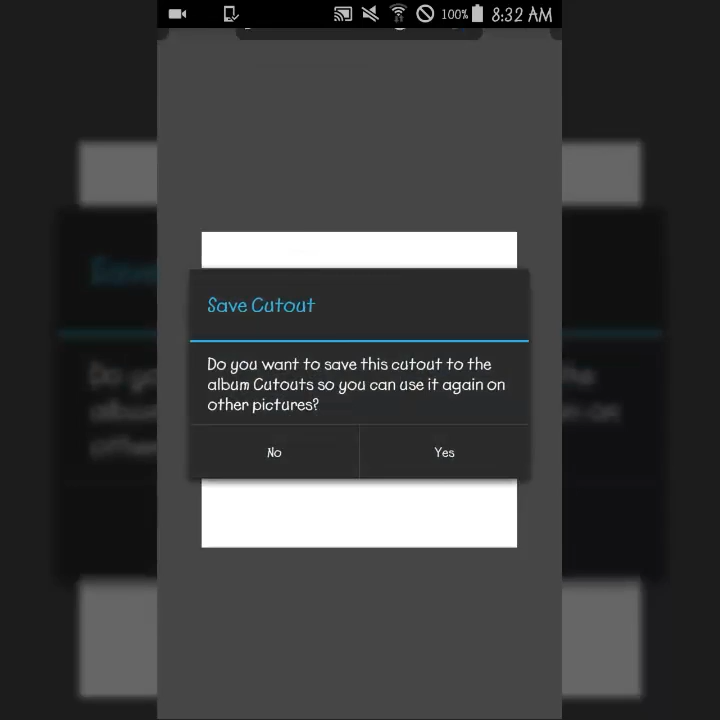 100% 8:32 AM
Save Cutout
Do you want to save this cutout to the
album Cutouts so you can use it again on
other pictures?
No Yes